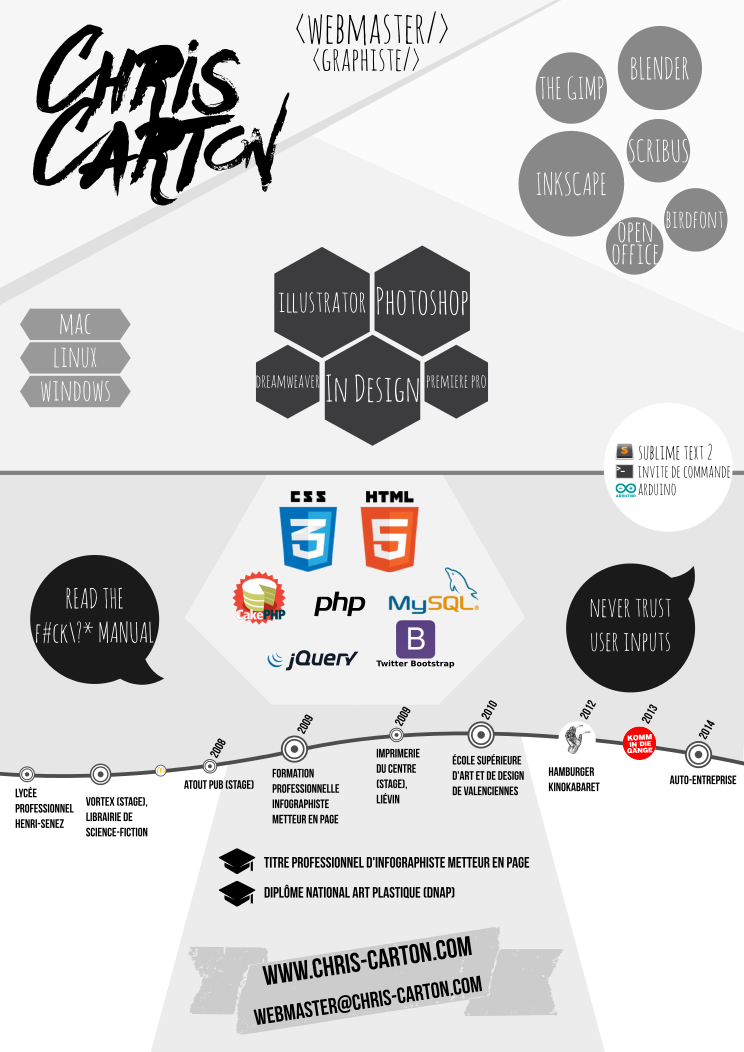 <WEBMASTER/>
<GRAPHISTE/>
CHRIS
CARTON
THE GIMP
BLENDER
INKSCAPE
SCRIBUS
BIRDFONT
OPEN
OFFICE
MAC
LINUX
WINDOWS
ILLUSTRATOR
PHOTOSHOP
DREAMWEAVER
IN DESIGN
PREMIERE PRO
SUBLIME TEXT 2
INVITE DE COMMANDE
ARDUINO
ARDUINO
CSS
3
HTML
5
READ THE
F#CK\?* MANUAL
CakePHP
php
MySQL®
jQuery
B
Twitter Bootstrap
NEVER TRUST
USER INPUTS
LYCÉE
PROFESSIONNEL
HENRI-SENEZ
VORTEX (STAGE),
LIBRAIRIE DE
SCIENCE-FICTION
2008
ATOUT PUB (STAGE)
2009
FORMATION
PROFESSIONNELLE
INFOGRAPHISTE
METTEUR EN PAGE
2009
IMPRIMERIE
DU CENTRE
(STAGE),
LIÉVIN
2010
ÉCOLE SUPÉRIEURE
D'ART ET DE DESIGN
DE VALENCIENNES
2012
HAMBURGER
KINOKABARET
2013
KOMM
IN DIE
GÄNGE
2014
AUTO-ENTREPRISE
TITRE PROFESSIONNEL D'INFOGRAPHISTE METTEUR EN PAGE
DIPLÔME NATIONAL ART PLASTIQUE (DNAP)
WWW.CHRIS-CARTON.COM
WEBMASTER@CHRIS-CARTON.COM